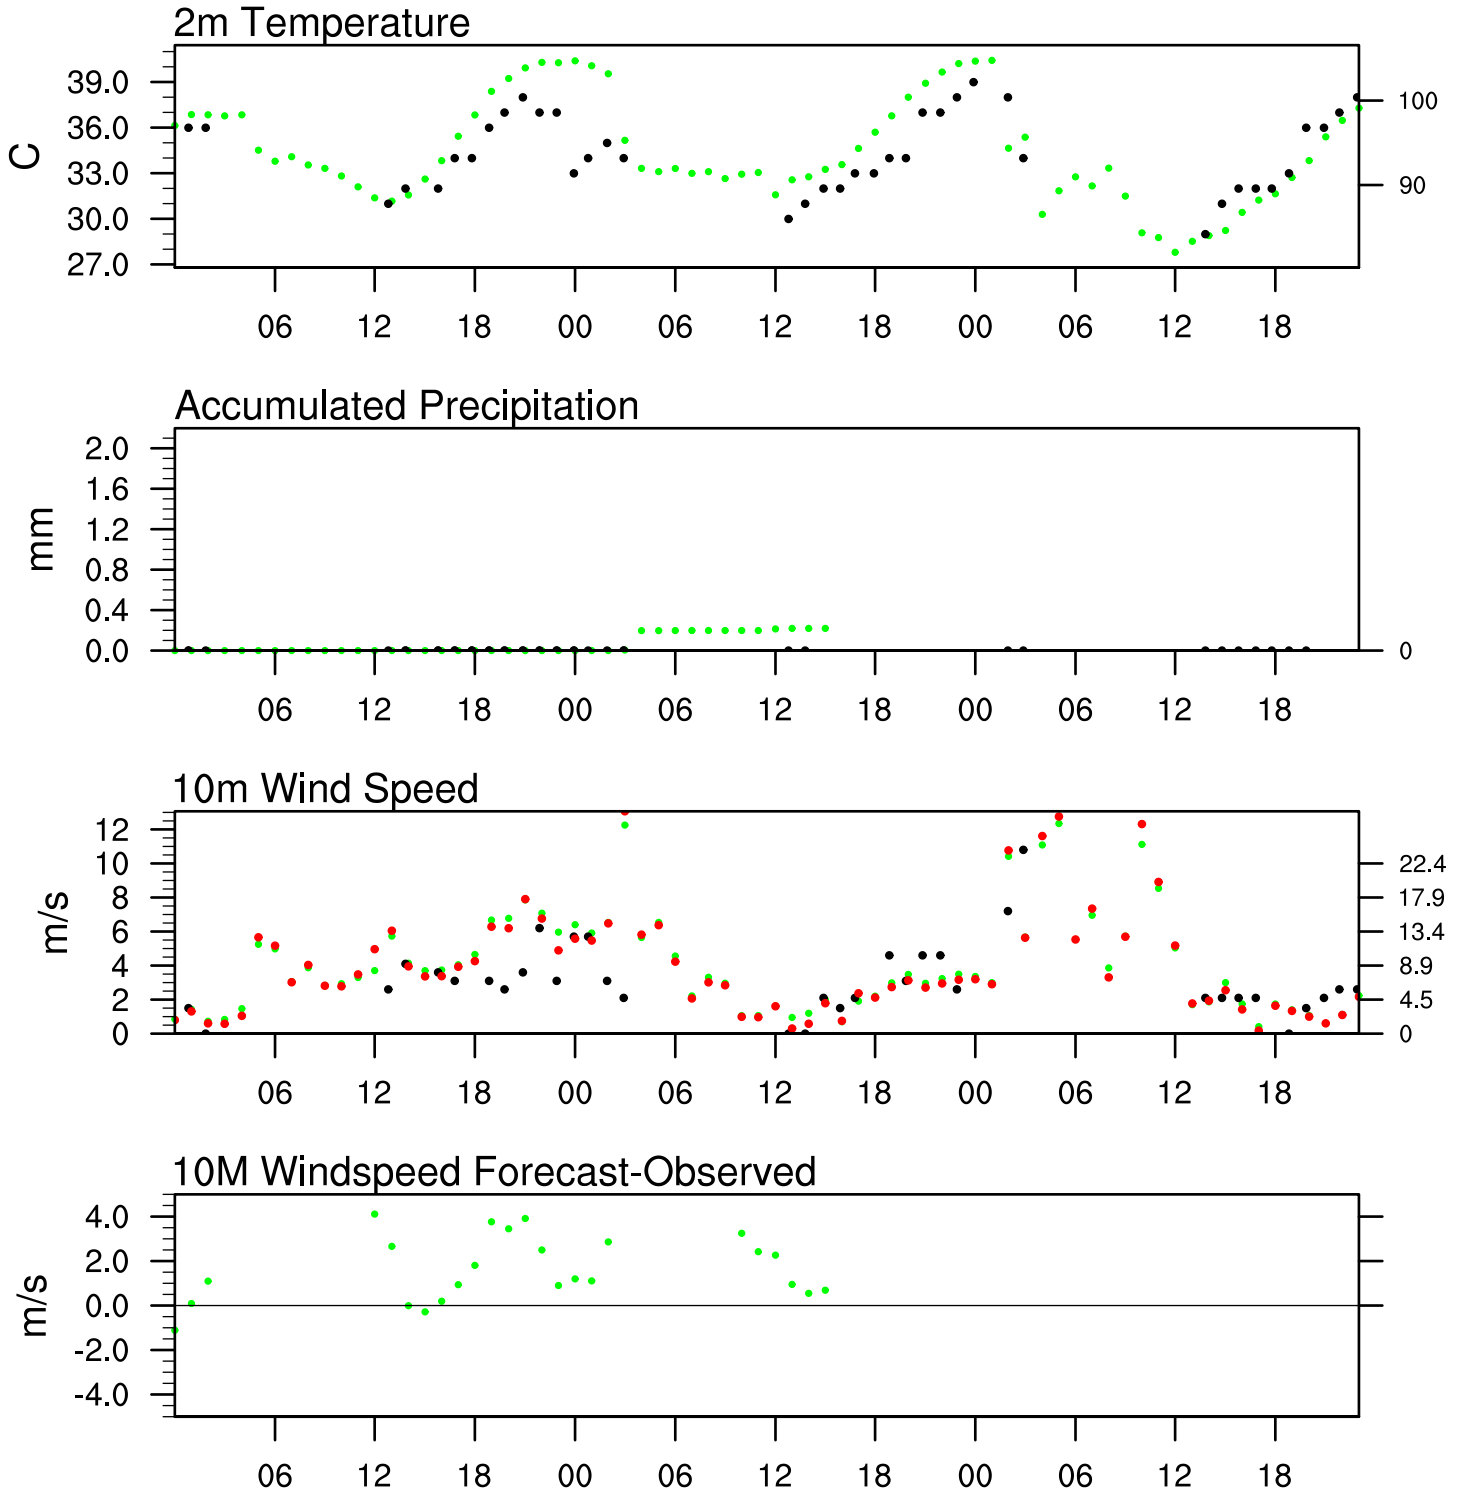 2m Temperature
39.0
36.0
33.0
30.0
27.0
C
100
90
06 12 18 00 06 12 18 00 06 12 18
Accumulated Precipitation
2.0
1.6
1.2
0.8
0.4
0.0
mm
0
06 12 18 00 06 12 18 00 06 12 18
10m Wind Speed
12
10
8
6
4
2
0
m/s
22.4
17.9
13.4
8.9
4.5
0
06 12 18 00 06 12 18 00 06 12 18
10M Windspeed Forecast-Observed
4.0
2.0
0.0
-2.0
-4.0
m/s
06 12 18 00 06 12 18 00 06 12 18